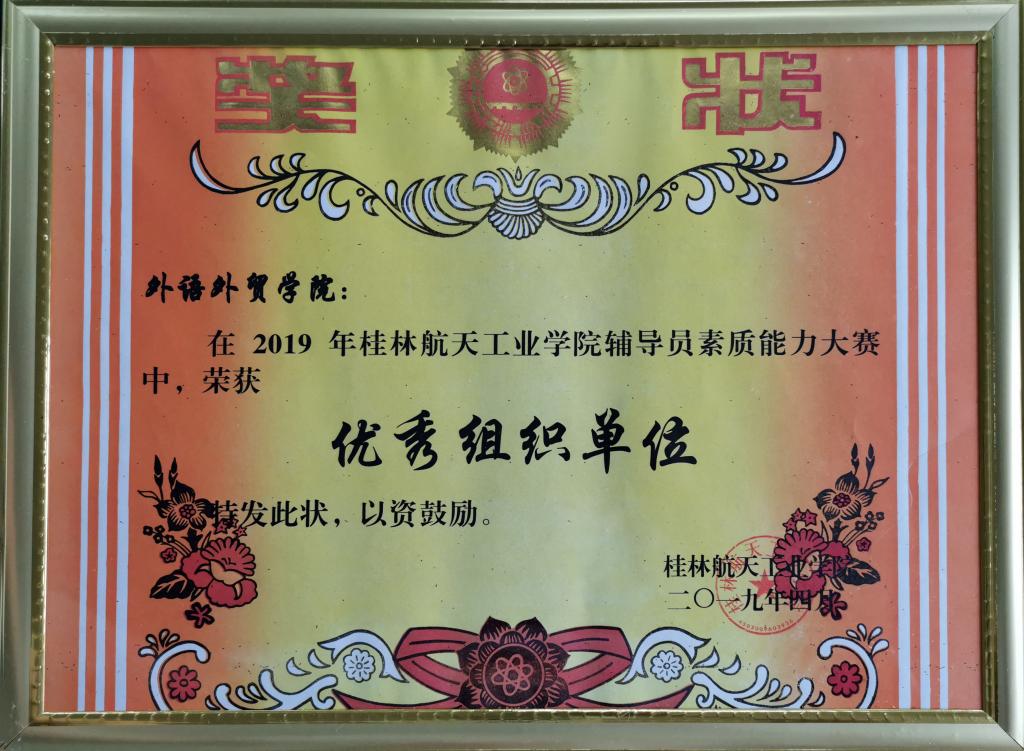 奖状
外语外贸学院：
在 2019 年桂林航天工业学院辅导员素质能力大赛
中，荣获
优秀组织单位
特发此状，以资鼓励。
桂林航天工业学院
二〇一九年四月